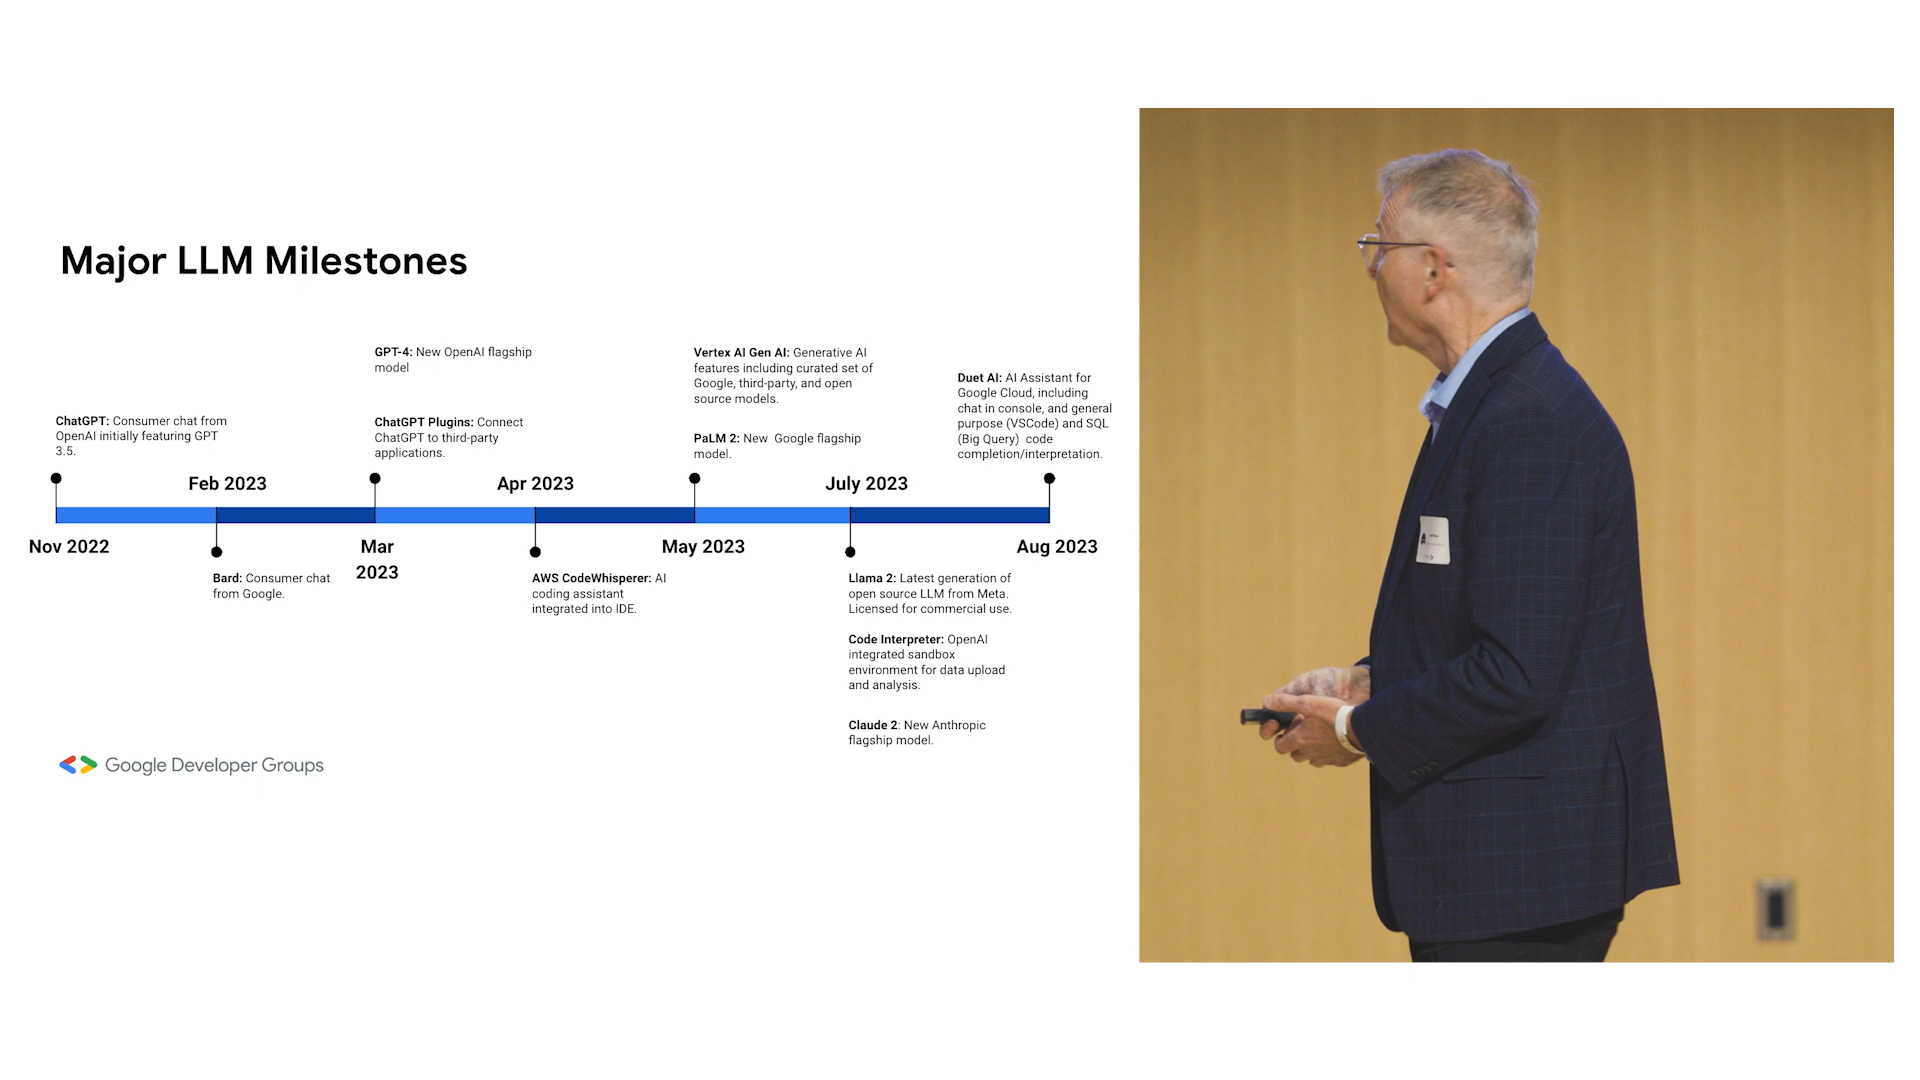 Major LLM Milestones
GPT-4: New OpenAI flagship
model
Vertex AI Gen AI: Generative AI
features including curated set of
Google, third-party, and open
source models.
Duet AI: AI Assistant for
Google Cloud, including
chat in console, and general
purpose (VSCode) and SQL
(Big Query) code
completion/interpretation.
ChatGPT: Consumer chat from
OpenAI initially featuring GPT
3.5.
ChatGPT Plugins: Connect
ChatGPT to third-party
applications.
PaLM 2: New Google flagship
model.
Feb 2023
Apr 2023
July 2023
Nov 2022
Mar
2023
May 2023
Aug 2023
Bard: Consumer chat
from Google.
AWS CodeWhisperer: AI
coding assistant
integrated into IDE.
Llama 2: Latest generation of
open source LLM from Meta.
Licensed for commercial use.
Code Interpreter: OpenAI
integrated sandbox
environment for data upload
and analysis.
Claude 2: New Anthropic
flagship model.
Google Developer Groups